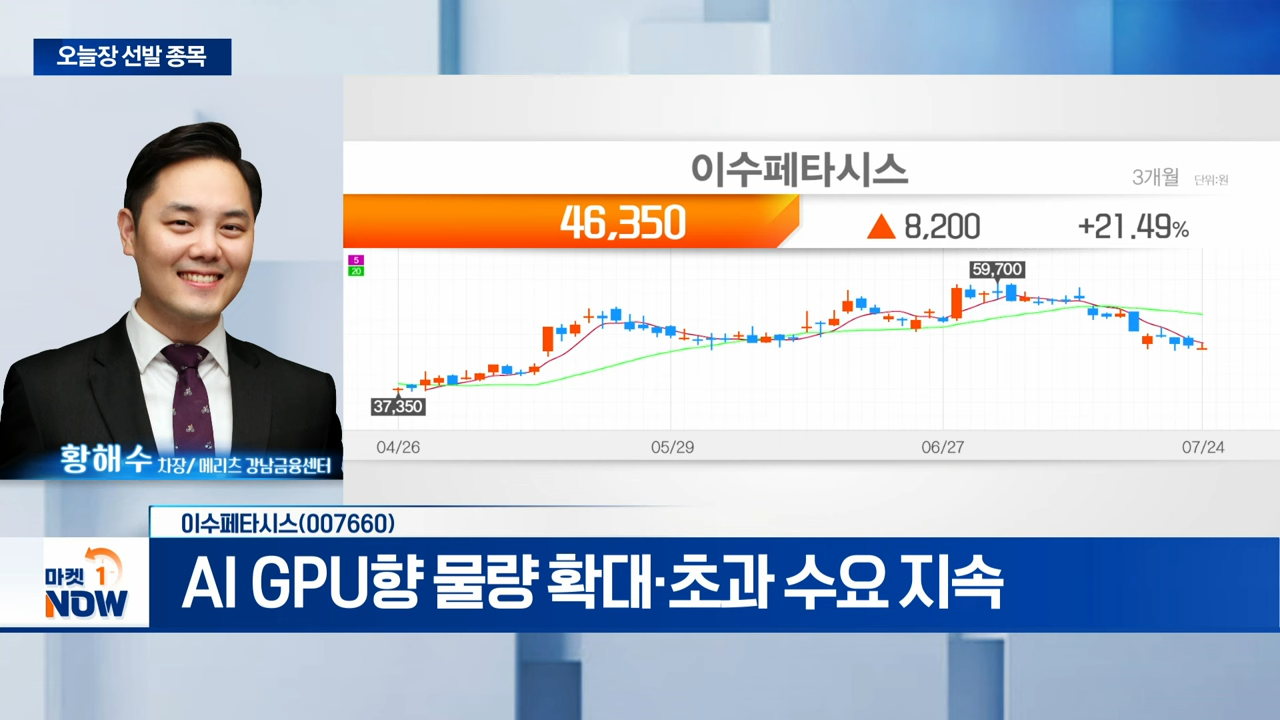 오늘장 선발 종목
이수페타시스
3개월 단위:원
46,350 ▲ 8,200 +21.49%
5
20
59,700
37,350
04/26 05/29 06/27 07/24
황해수 차장/ 메리츠 강남금융센터
이수페타시스(007660)
마켓 1
NOW
AI GPU향 물량 확대·초과 수요 지속